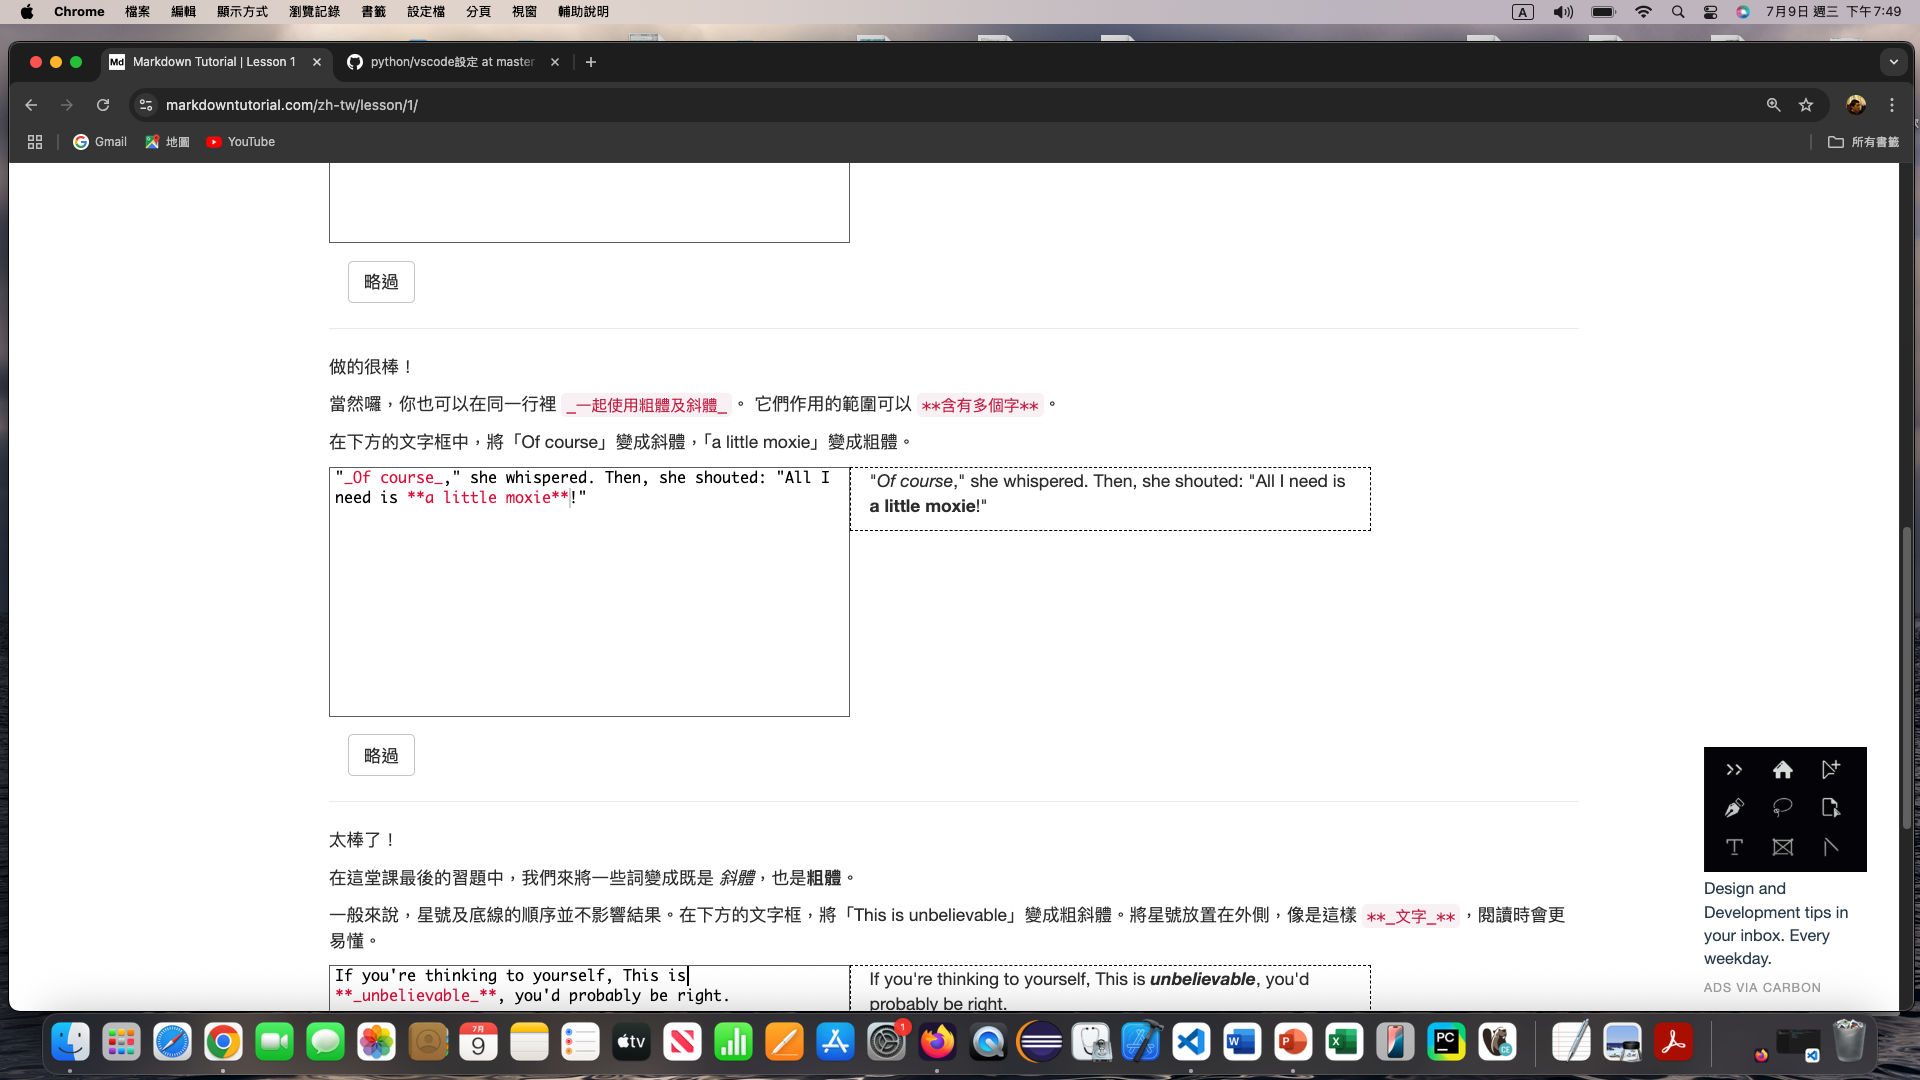 Chrome 檔案 編輯 顯示方式 瀏覽記錄 書籤 設定檔 分頁 視窗 輔助說明 A 7月9日 週三 下午7:49
Md Markdown Tutorial | Lesson 1 python/vscode設定 at master
markdowntutorial.com/zh-tw/lesson/1/
Gmail 地圖 YouTube 所有書籤
略過
做的很棒！
當然囉，你也可以在同一行裡 _一起使用粗體及斜體_ 。 它們作用的範圍可以 **含有多個字** 。
在下方的文字框中，將「Of course」變成斜體，「a little moxie」變成粗體。
"_Of course_," she whispered. Then, she shouted: "All I
need is **a little moxie**!"
"Of course," she whispered. Then, she shouted: "All I need is
a little moxie!"
略過
太棒了！
在這堂課最後的習題中，我們來將一些詞變成既是 斜體，也是粗體。
一般來說，星號及底線的順序並不影響結果。在下方的文字框，將「This is unbelievable」變成粗斜體。將星號放置在外側，像是這樣 **_文字_** ，閱讀時會更
易懂。
If you're thinking to yourself, This is
**_unbelievable_**, you'd probably be right.
If you're thinking to yourself, This is unbelievable, you'd
probably be right.
Design and
Development tips in
your inbox. Every
weekday.
ADS VIA CARBON
7月
9
tv
1
W
P
X
PC
CE